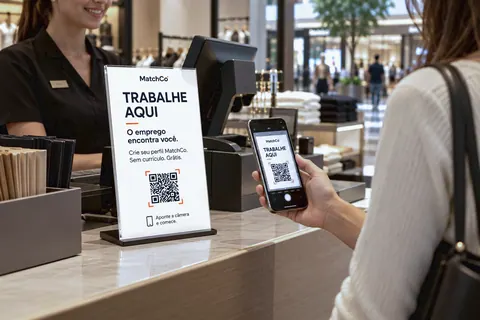 MatchCo
TRABALHE
AQUI
O emprego
encontra você.
Crie seu perfil MatchCo.
Sem currículo. Grátis.
Aponte a câmera
e comece.
MatchCo
TRABALHE
AQUI